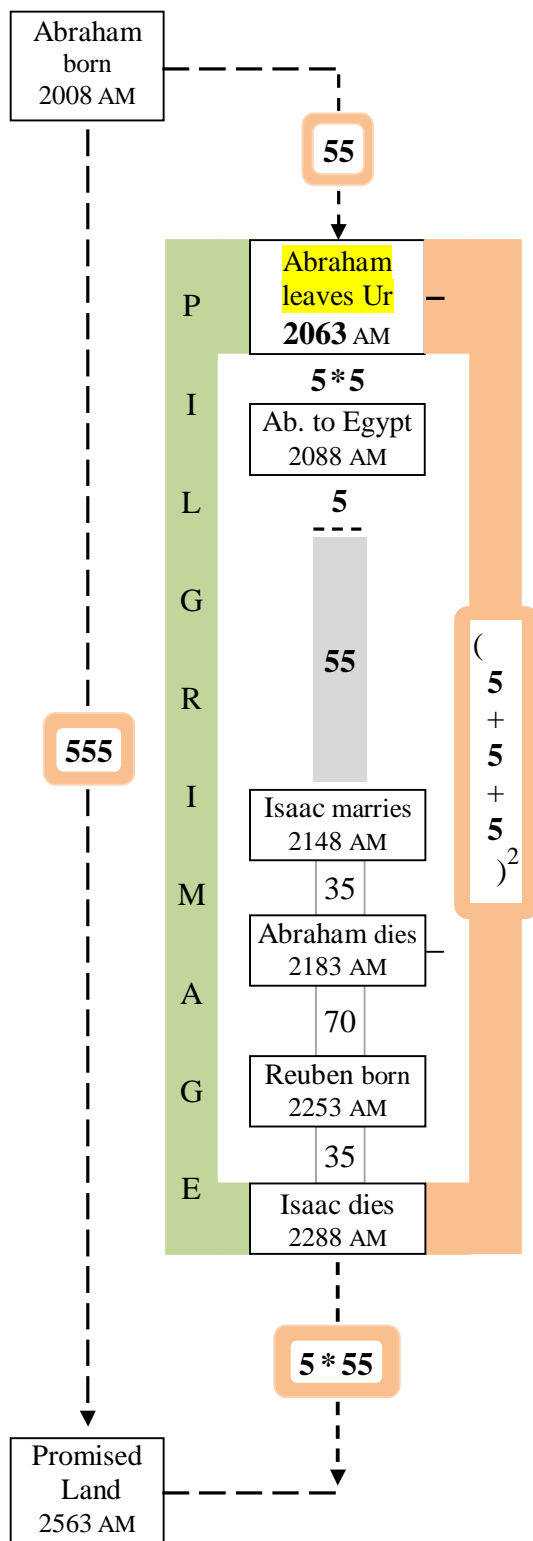 Abraham
born
2008 AM
55
Abraham
leaves Ur
2063 AM
5*5
Ab. to Egypt
2088 AM
5
55
Isaac marries
2148 AM
35
Abraham dies
2183 AM
70
Reuben born
2253 AM
35
Isaac dies
2288 AM
P
I
L
G
R
I
M
A
G
E
(
5
+
5
+
5
)2
555
5 * 55
Promised
Land
2563 AM